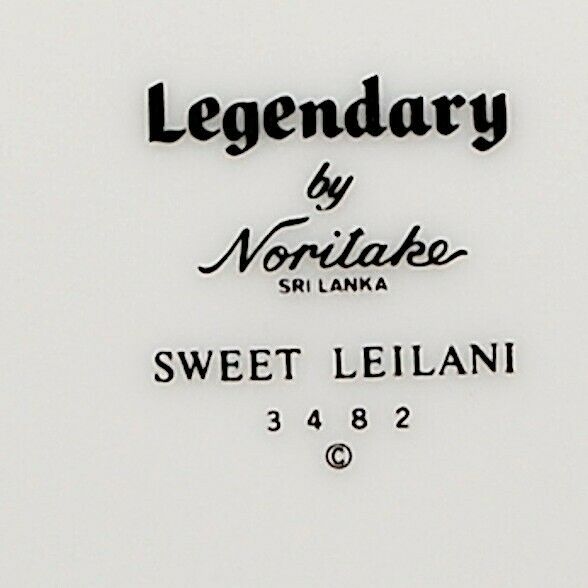 Legendary
by
Noritake
SRI LANKA
SWEET LEILANI
3482
©